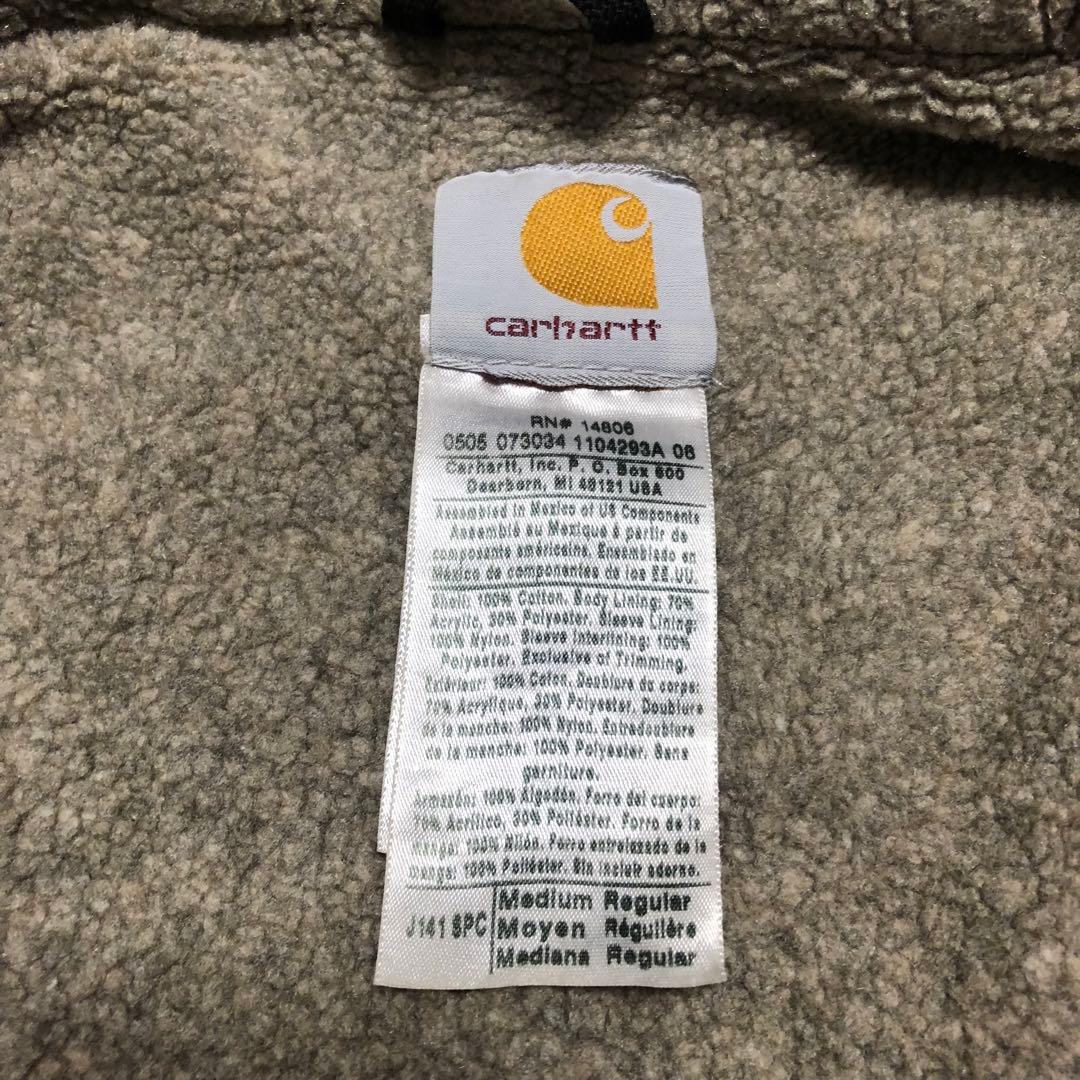 carhartt
RN# 14806
0505 073034 1104293A 08
Carhartt, Inc. P. O. Box 600
Dearborn, MI 48121 USA
Assembled in Mexico of US Components
Assemblé au Mexique á partir de
composants américains. Ensamblado en
México de componentes de los EE.UU.
Shell: 100% Cotton, Body Lining: 70%
Acrylic, 30% Polyester, Sleeve Lining:
100% Nylon, Sleeve Interlining: 100%
Polyester, Exclusive of Trimming,
Extérieur: 100% Coton. Doublure du corps:
70% Acrylique, 30% Polyester, Doublure
de la manche: 100% Nylon. Entredoublure
de la manche: 100% Polyester. Sans
garniture.
Armazón: 100% Algodón. Forro del cuerpo:
70% Acrílico, 30% Poliéster. Forro de la
manga: 100% Nilón. Forro entrelazado de la
manga: 100% Poliéster. Sin incluir adorno.
J141 SPC
Medium Regular
Moyen Régulière
Mediana Regular